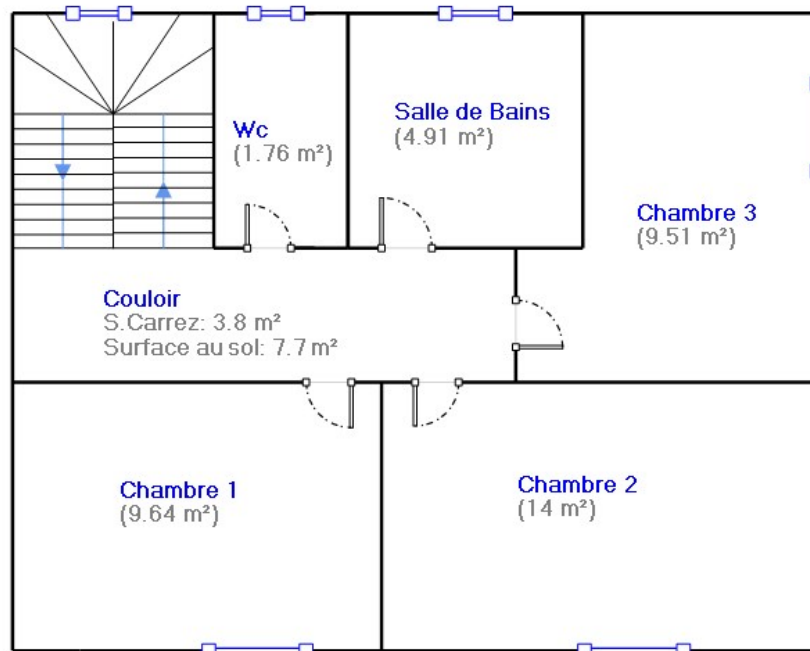 Wc
(1.76 m²)
Salle de Bains
(4.91 m²)
Chambre 3
(9.51 m²)
Couloir
S.Carrez: 3.8 m²
Surface au sol: 7.7 m²
Chambre 1
(9.64 m²)
Chambre 2
(14 m²)